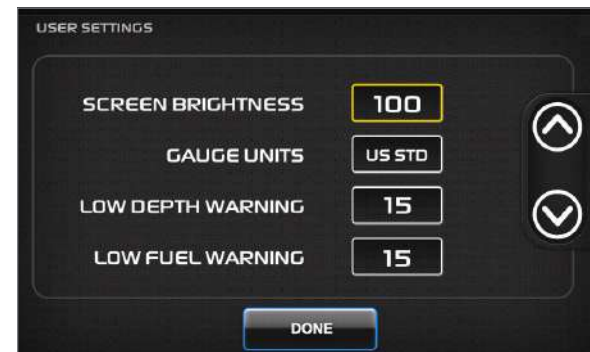 USER SETTINGS
SCREEN BRIGHTNESS 100
GAUGE UNITS US STD
LOW DEPTH WARNING 15
LOW FUEL WARNING 15
DONE